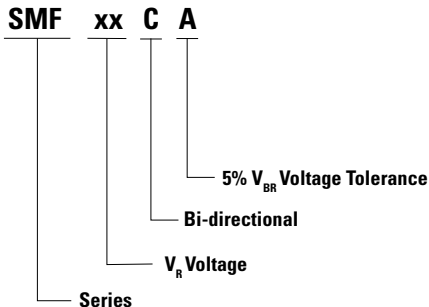 SMF xx C A
5% VBR Voltage Tolerance
Bi-directional
VR Voltage
Series